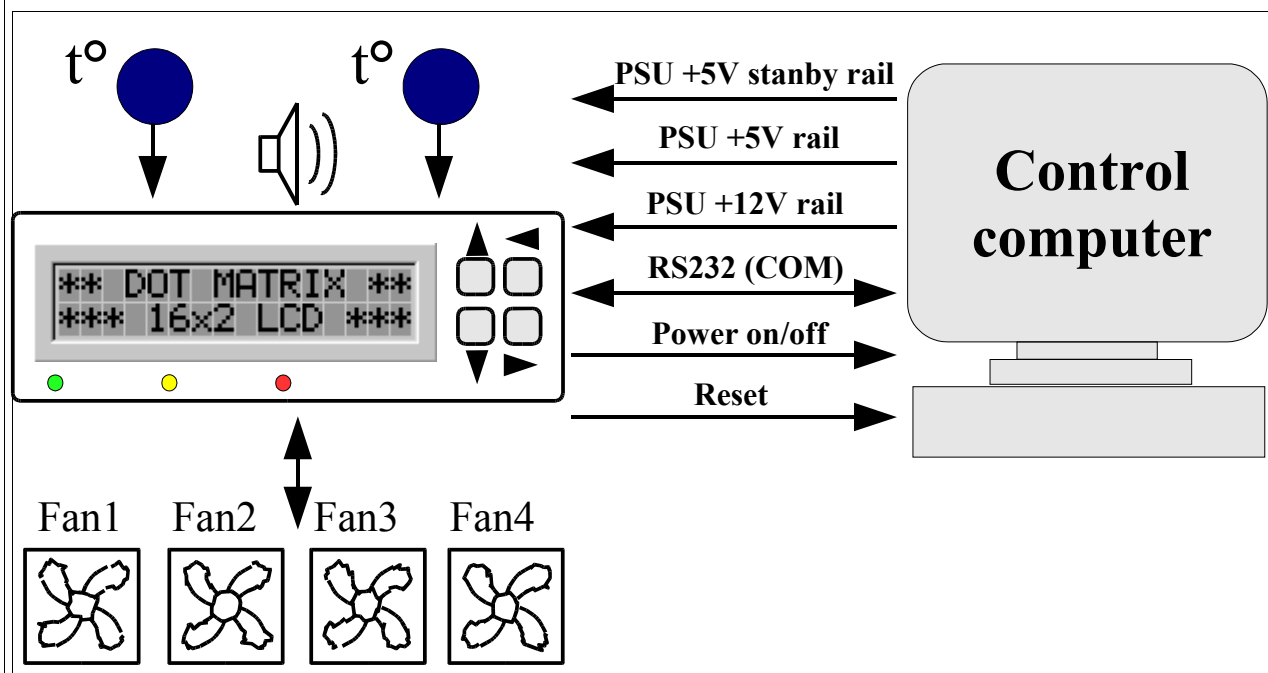 t°
t°
PSU +5V stanby rail
PSU +5V rail
PSU +12V rail
RS232 (COM)
Power on/off
Reset
Control
computer
** DOT MATRIX **
*** 16x2 LCD ***
Fan1
Fan2
Fan3
Fan4